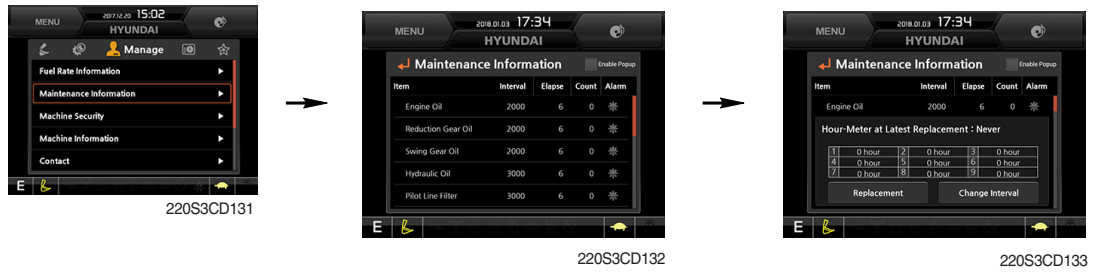 MENU
2017.12.20 15:02
HYUNDAI
Manage
Fuel Rate Information
Maintenance Information
Machine Security
Machine Information
Contact
E
220S3CD131
MENU
2018.01.03 17:34
HYUNDAI
Maintenance Information Enable Popup
Item Interval Elapse Count Alarm
Engine Oil 2000 6 0
Reduction Gear Oil 2000 6 0
Swing Gear Oil 2000 6 0
Hydraulic Oil 3000 6 0
Pilot Line Filter 1000 6 0
E
220S3CD132
MENU
2018.01.03 17:34
HYUNDAI
Maintenance Information Enable Popup
Item Interval Elapse Count Alarm
Engine Oil 2000 6 0
Hour-Meter at Latest Replacement : Never
1 0 hour 2 0 hour 3 0 hour
4 0 hour 5 0 hour 6 0 hour
7 0 hour 8 0 hour 9 0 hour
Replacement Change Interval
E
220S3CD133